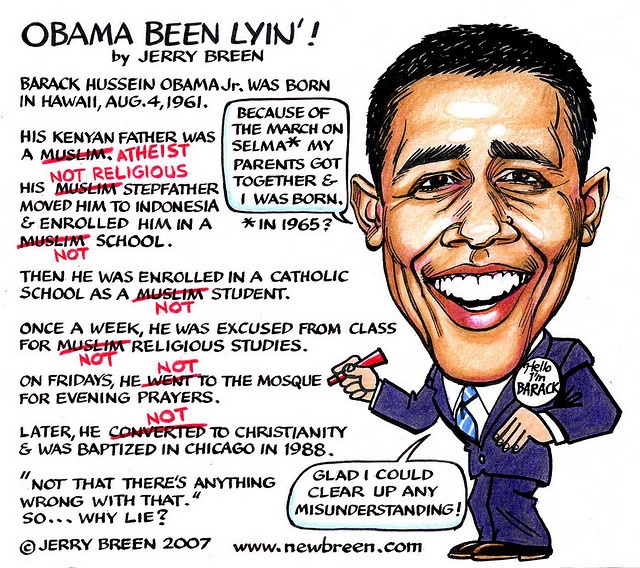 OBAMA BEEN LYIN'!
by JERRY BREEN
BARACK HUSSEIN OBAMA Jr. WAS BORN
IN HAWAII, AUG. 4, 1961.
HIS KENYAN FATHER WAS
A MUSLIM. ATHEIST
NOT RELIGIOUS
HIS MUSLIM STEPFATHER
MOVED HIM TO INDONESIA
& ENROLLED HIM IN A
MUSLIM SCHOOL.
NOT
THEN HE WAS ENROLLED IN A CATHOLIC
SCHOOL AS A MUSLIM STUDENT.
NOT
ONCE A WEEK, HE WAS EXCUSED FROM CLASS
FOR MUSLIM RELIGIOUS STUDIES.
NOT
NOT
ON FRIDAYS, HE WENT TO THE MOSQUE
FOR EVENING PRAYERS.
NOT
LATER, HE CONVERTED TO CHRISTIANITY
& WAS BAPTIZED IN CHICAGO IN 1988.
"NOT THAT THERE'S ANYTHING
WRONG WITH THAT."
SO... WHY LIE?
© JERRY BREEN 2007 www.newbreen.com
BECAUSE OF
THE MARCH ON
SELMA* MY
PARENTS GOT
TOGETHER &
I WAS BORN.
*IN 1965?
Hello
I'm
BARACK
GLAD I COULD
CLEAR UP ANY
MISUNDERSTANDING!